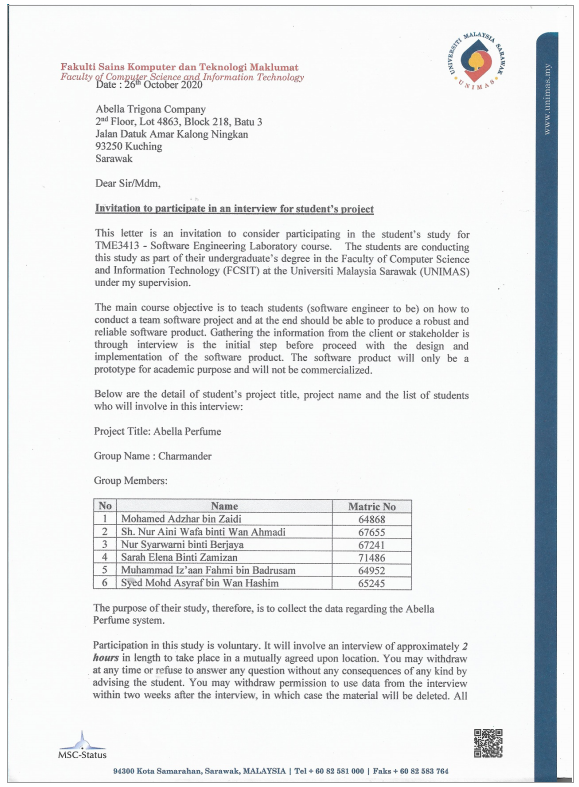 Fakulti Sains Komputer dan Teknologi Maklumat
Faculty of Computer Science and Information Technology
UNIVERSITI MALAYSIA SARAWAK
UNIMAS
www.unimas.my
Date : 26th October 2020
Abella Trigona Company
2nd Floor, Lot 4863, Block 218, Batu 3
Jalan Datuk Amar Kalong Ningkan
93250 Kuching
Sarawak
Dear Sir/Mdm,
Invitation to participate in an interview for student's project
This letter is an invitation to consider participating in the student's study for
TME3413 - Software Engineering Laboratory course. The students are conducting
this study as part of their undergraduate's degree in the Faculty of Computer Science
and Information Technology (FCSIT) at the Universiti Malaysia Sarawak (UNIMAS)
under my supervision.
The main course objective is to teach students (software engineer to be) on how to
conduct a team software project and at the end should be able to produce a robust and
reliable software product. Gathering the information from the client or stakeholder is
through interview is the initial step before proceed with the design and
implementation of the software product. The software product will only be a
prototype for academic purpose and will not be commercialized.
Below are the detail of student's project title, project name and the list of students
who will involve in this interview:
Project Title: Abella Perfume
Group Name : Charmander
Group Members:
No Name Matric No
1 Mohamed Adzhar bin Zaidi 64868
2 Sh. Nur Aini Wafa binti Wan Ahmadi 67655
3 Nur Syarwarni binti Berjaya 67241
4 Sarah Elena Binti Zamizan 71486
5 Muhammad Iz'aan Fahmi bin Badrusam 64952
6 Syed Mohd Asyraf bin Wan Hashim 65245
The purpose of their study, therefore, is to collect the data regarding the Abella
Perfume system.
Participation in this study is voluntary. It will involve an interview of approximately 2
hours in length to take place in a mutually agreed upon location. You may withdraw
at any time or refuse to answer any question without any consequences of any kind by
advising the student. You may withdraw permission to use data from the interview
within two weeks after the interview, in which case the material will be deleted. All
MSC-Status
94300 Kota Samarahan, Sarawak, MALAYSIA | Tel + 60 82 581 000 | Faks + 60 82 583 764